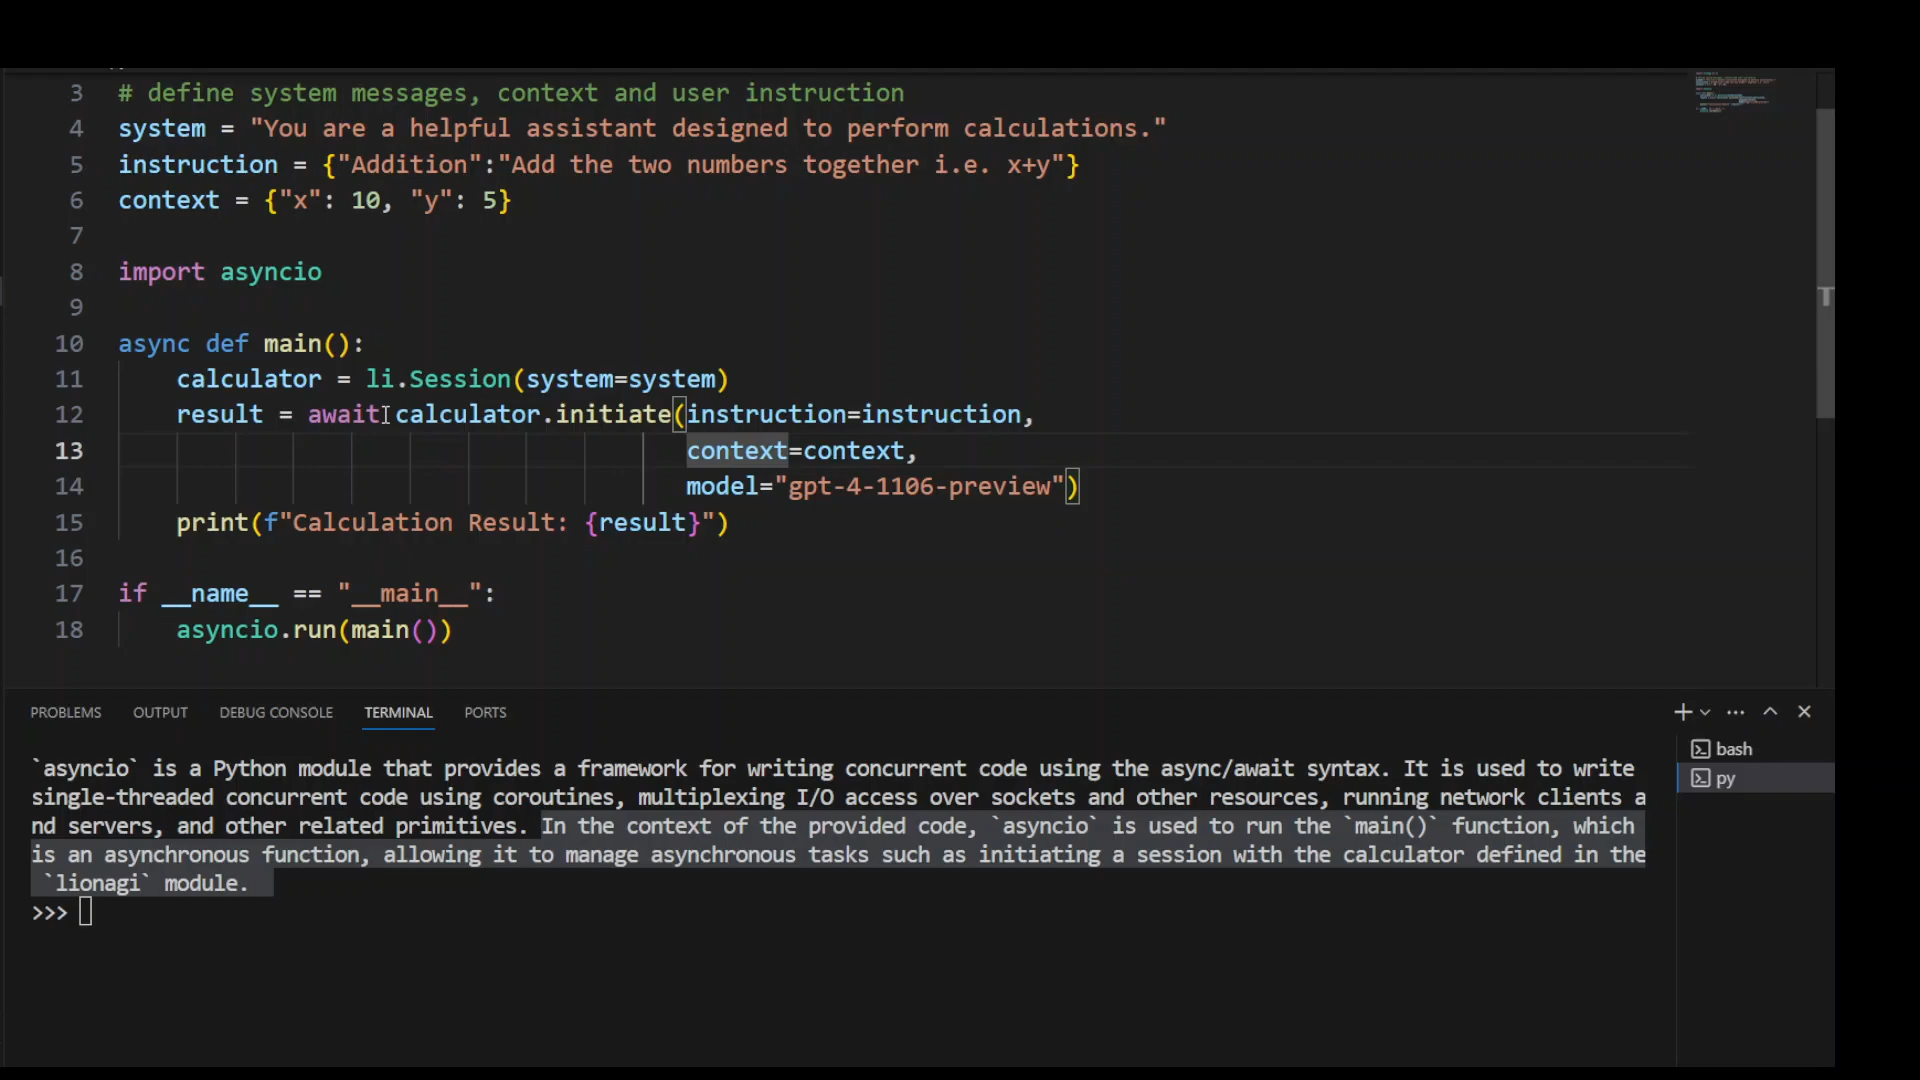 3 # define system messages, context and user instruction
4 system = "You are a helpful assistant designed to perform calculations."
5 instruction = {"Addition":"Add the two numbers together i.e. x+y"}
6 context = {"x": 10, "y": 5}
7
8 import asyncio
9
10 async def main():
11 calculator = li.Session(system=system)
12 result = await calculator.initiate(instruction=instruction,
13 context=context,
14 model="gpt-4-1106-preview")
15 print(f"Calculation Result: {result}")
16
17 if __name__ == "__main__":
18 asyncio.run(main())
PROBLEMS OUTPUT DEBUG CONSOLE TERMINAL PORTS
`asyncio` is a Python module that provides a framework for writing concurrent code using the async/await syntax. It is used to write
single-threaded concurrent code using coroutines, multiplexing I/O access over sockets and other resources, running network clients a
nd servers, and other related primitives. In the context of the provided code, `asyncio` is used to run the `main()` function, which
is an asynchronous function, allowing it to manage asynchronous tasks such as initiating a session with the calculator defined in the
`lionagi` module.
>>>
bash
py